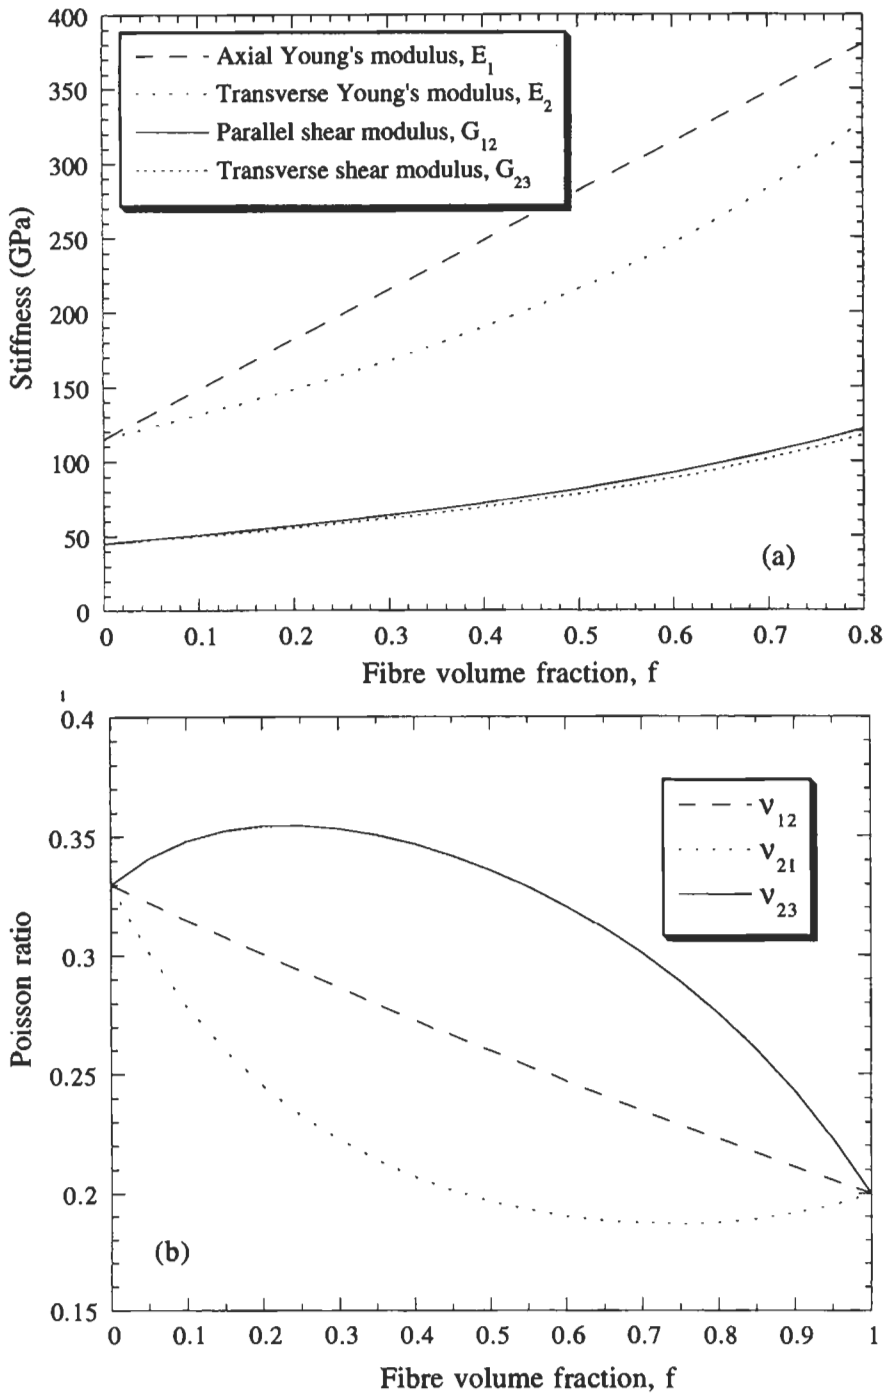 400
350
300
250
200
150
100
50
0
Stiffness (GPa)
Axial Young's modulus, E1
Transverse Young's modulus, E2
Parallel shear modulus, G12
Transverse shear modulus, G23
(a)
0 0.1 0.2 0.3 0.4 0.5 0.6 0.7 0.8
Fibre volume fraction, f
0.4
0.35
0.3
0.25
0.2
0.15
Poisson ratio
ν12
ν21
ν23
(b)
0 0.1 0.2 0.3 0.4 0.5 0.6 0.7 0.8 0.9 1
Fibre volume fraction, f